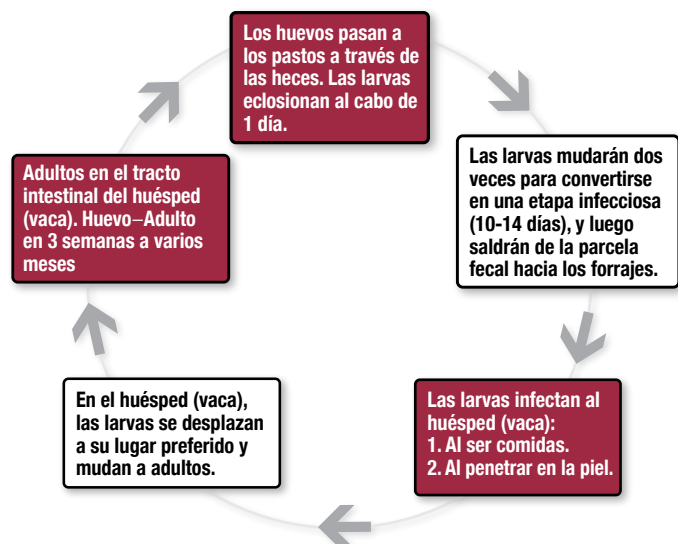 Los huevos pasan a
los pastos a través de
las heces. Las larvas
eclosionan al cabo de
1 día.
Las larvas mudarán dos
veces para convertirse
en una etapa infecciosa
(10-14 días), y luego
saldrán de la parcela
fecal hacia los forrajes.
Las larvas infectan al
huésped (vaca):
1. Al ser comidas.
2. Al penetrar en la piel.
En el huésped (vaca),
las larvas se desplazan
a su lugar preferido y
mudan a adultos.
Adultos en el tracto
intestinal del huésped
(vaca). Huevo–Adulto
en 3 semanas a varios
meses